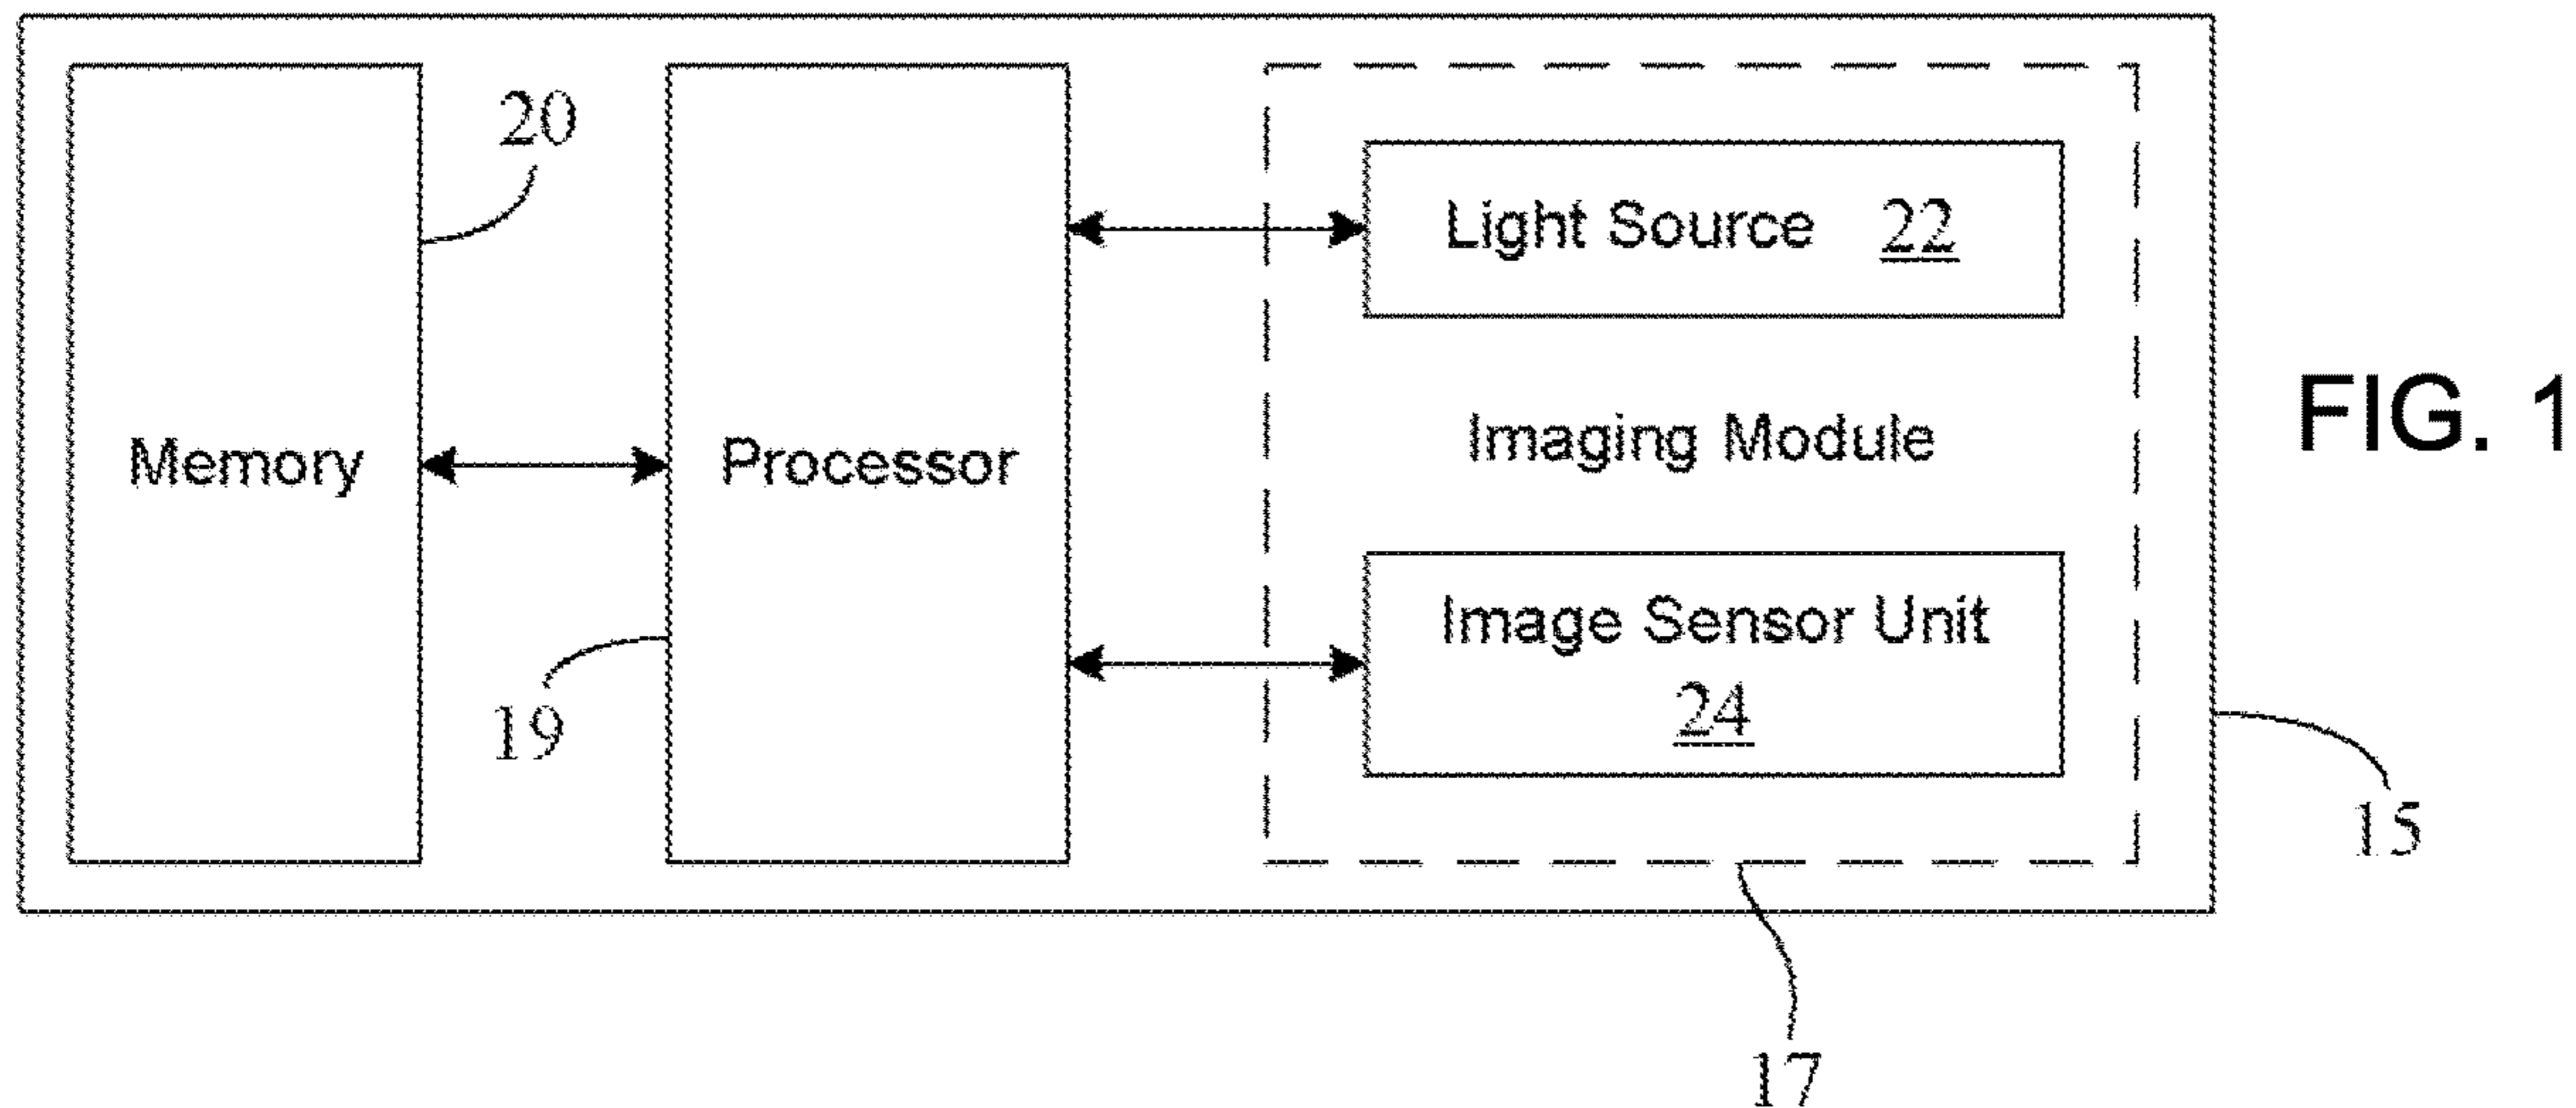 20
Light Source 22
FIG. 1
Memory
Processor
Imaging Module
Image Sensor Unit
24
19
15
17